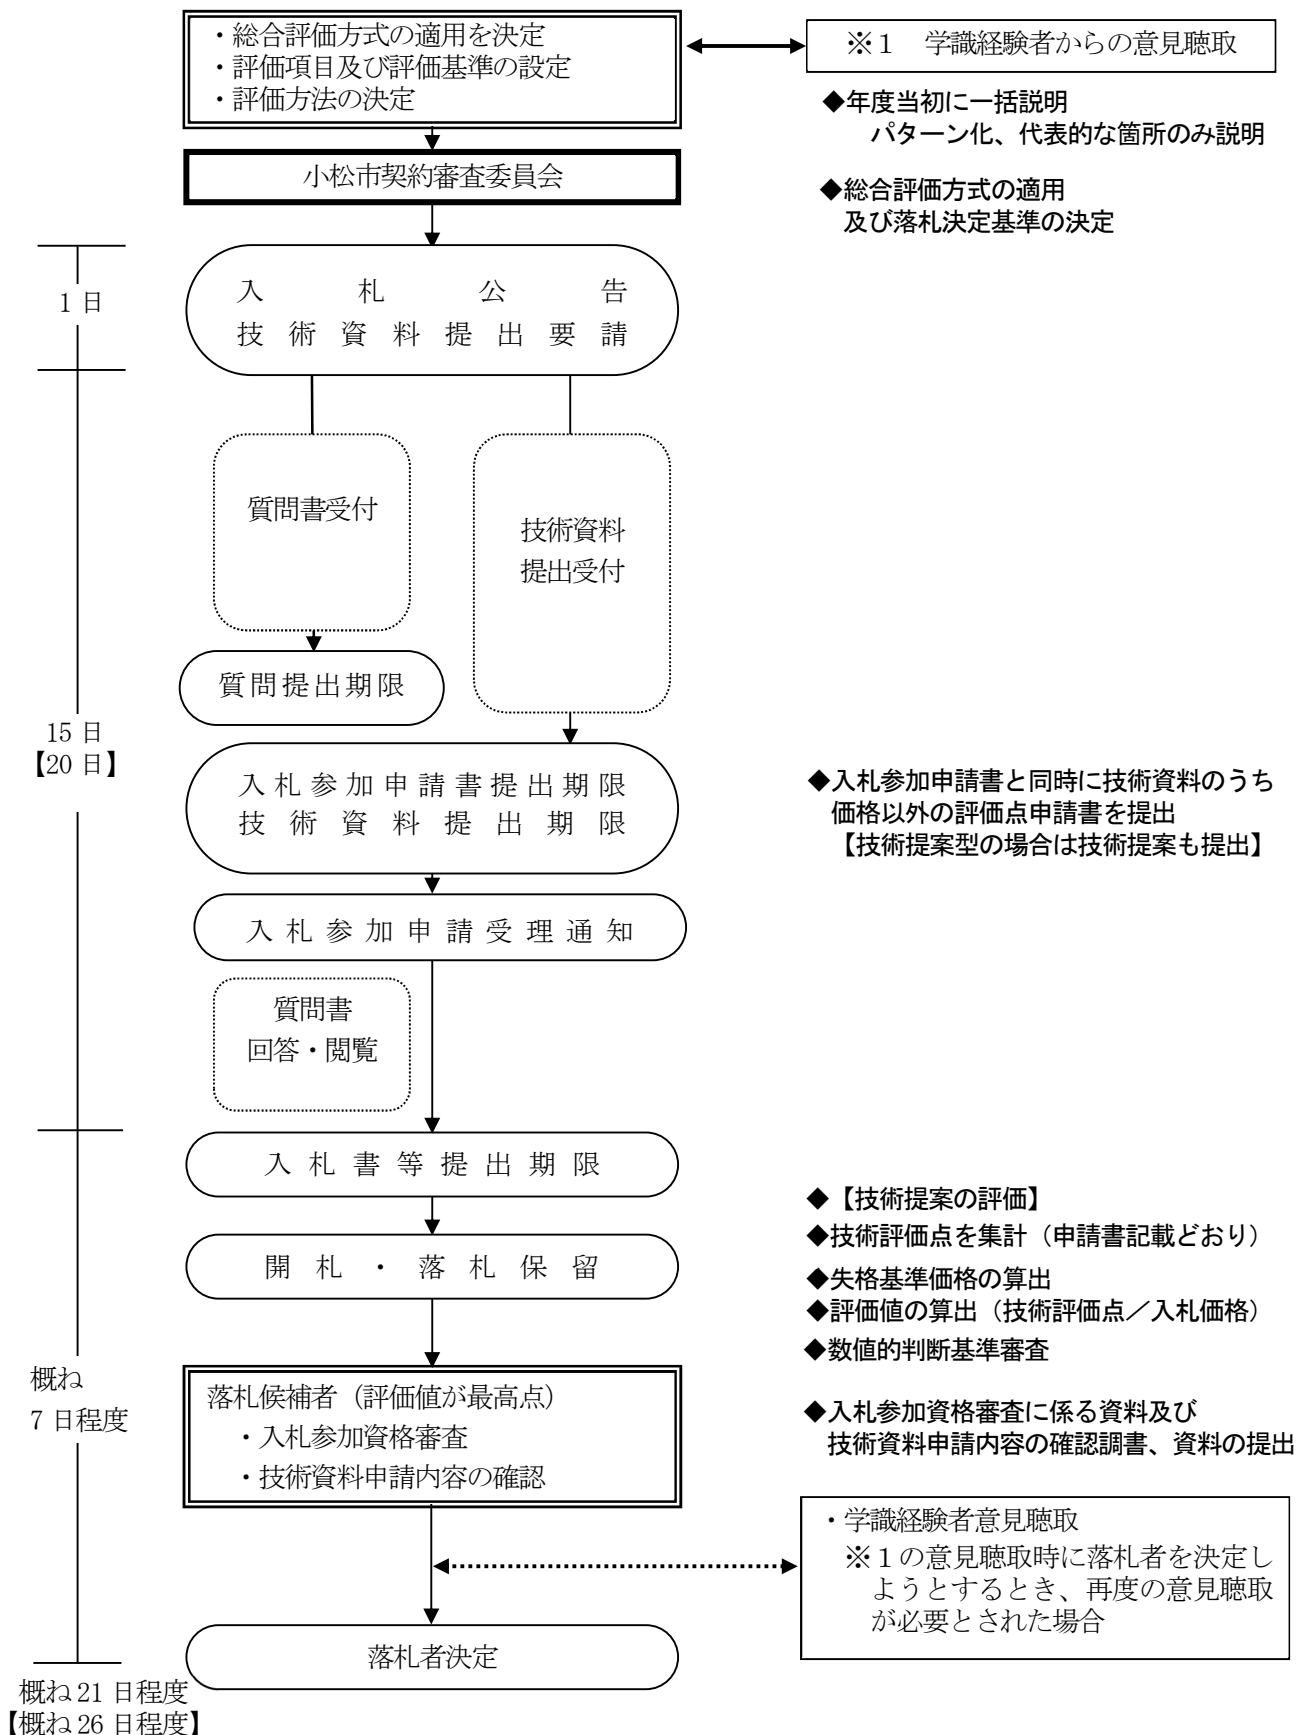 ・総合評価方式の適用を決定
・評価項目及び評価基準の設定
・評価方法の決定
※１　学識経験者からの意見聴取
◆年度当初に一括説明
パターン化、代表的な箇所のみ説明
小松市契約審査委員会
◆総合評価方式の適用
及び落札決定基準の決定
1 日
入札公告
技術資料提出要請
質問書受付
技術資料
提出受付
質問提出期限
15 日
【20 日】
入札参加申請書提出期限
技術資料提出期限
◆入札参加申請書と同時に技術資料のうち
価格以外の評価点申請書を提出
【技術提案型の場合は技術提案も提出】
入札参加申請受理通知
質問書
回答・閲覧
入札書等提出期限
開札・落札保留
◆【技術提案の評価】
◆技術評価点を集計（申請書記載どおり）
◆失格基準価格の算出
◆評価値の算出（技術評価点／入札価格）
◆数値的判断基準審査
概ね
7 日程度
落札候補者（評価値が最高点）
・入札参加資格審査
・技術資料申請内容の確認
◆入札参加資格審査に係る資料及び
技術資料申請内容の確認調書、資料の提出
・学識経験者意見聴取
※１の意見聴取時に落札者を決定し
ようとするとき、再度の意見聴取
が必要とされた場合
落札者決定
概ね 21 日程度
【概ね 26 日程度】